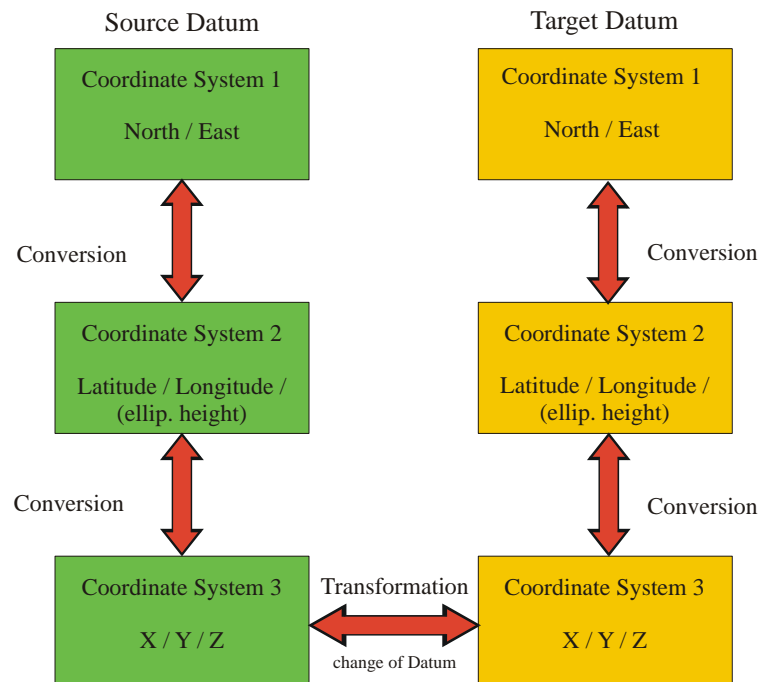 Source Datum
Target Datum
Coordinate System 1
North / East
Coordinate System 1
North / East
Conversion
Conversion
Coordinate System 2
Latitude / Longitude /
(ellip. height)
Coordinate System 2
Latitude / Longitude /
(ellip. height)
Conversion
Conversion
Coordinate System 3
X / Y / Z
Transformation
change of Datum
Coordinate System 3
X / Y / Z